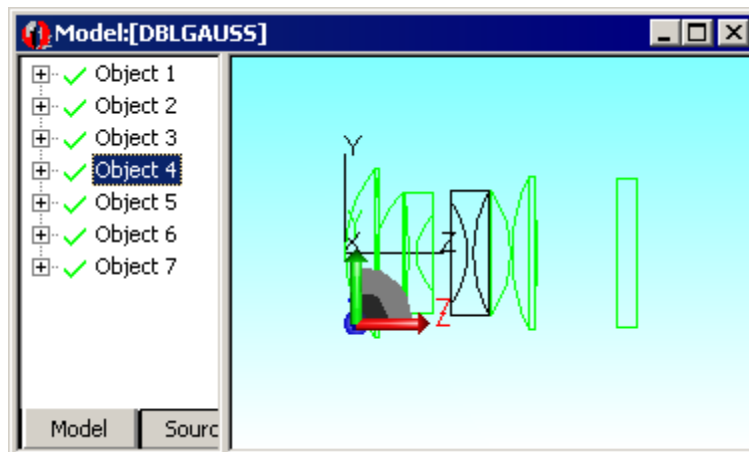 Model:[DBLGAUSS]
Object 1
Object 2
Object 3
Object 4
Object 5
Object 6
Object 7
Y
Y
X
Z
Z
Model
Sourc